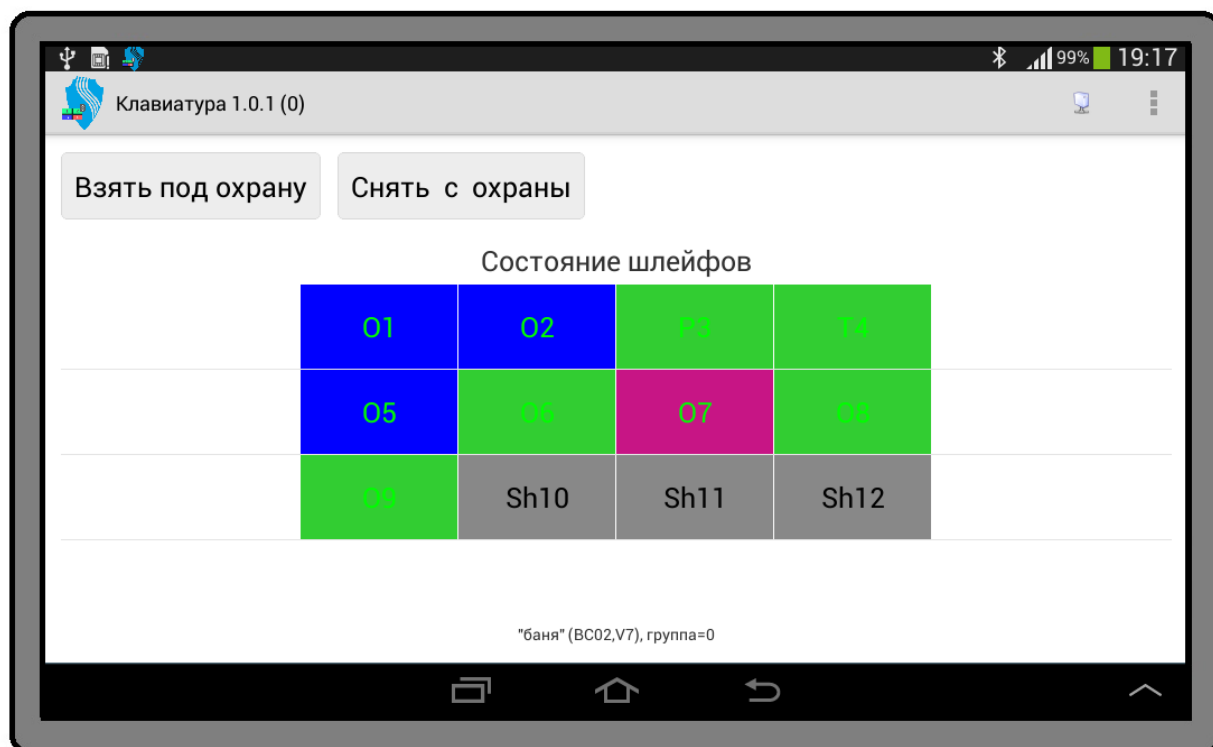 99% 19:17
Клавиатура 1.0.1 (0)
Взять под охрану Снять с охраны
Состояние шлейфов
O1 O2 P3 T4
O5 O6 O7 O8
O9 Sh10 Sh11 Sh12
"баня" (BC02,V7), группа=0